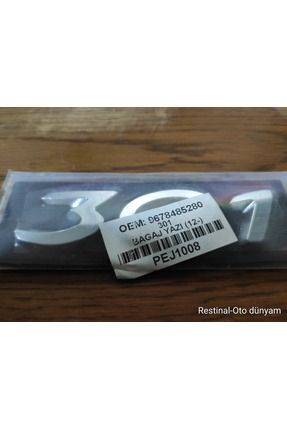 301
OEM: 9678485280
301
BAGAJ YAZI (12-)
PEJ1008
Restinal-Oto dünyam